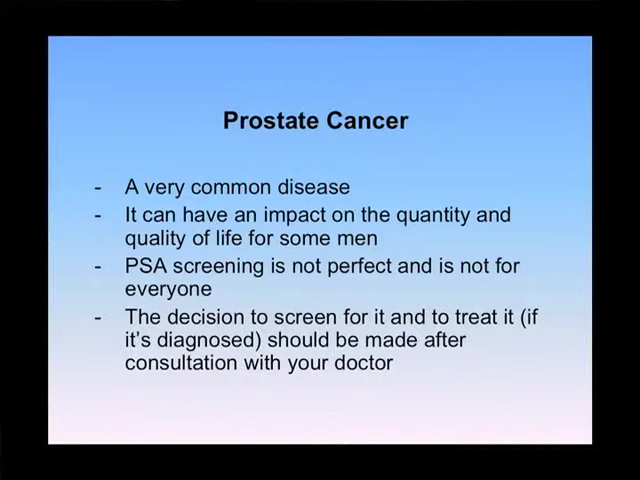 Prostate Cancer
- A very common disease
- It can have an impact on the quantity and
quality of life for some men
- PSA screening is not perfect and is not for
everyone
- The decision to screen for it and to treat it (if
it's diagnosed) should be made after
consultation with your doctor